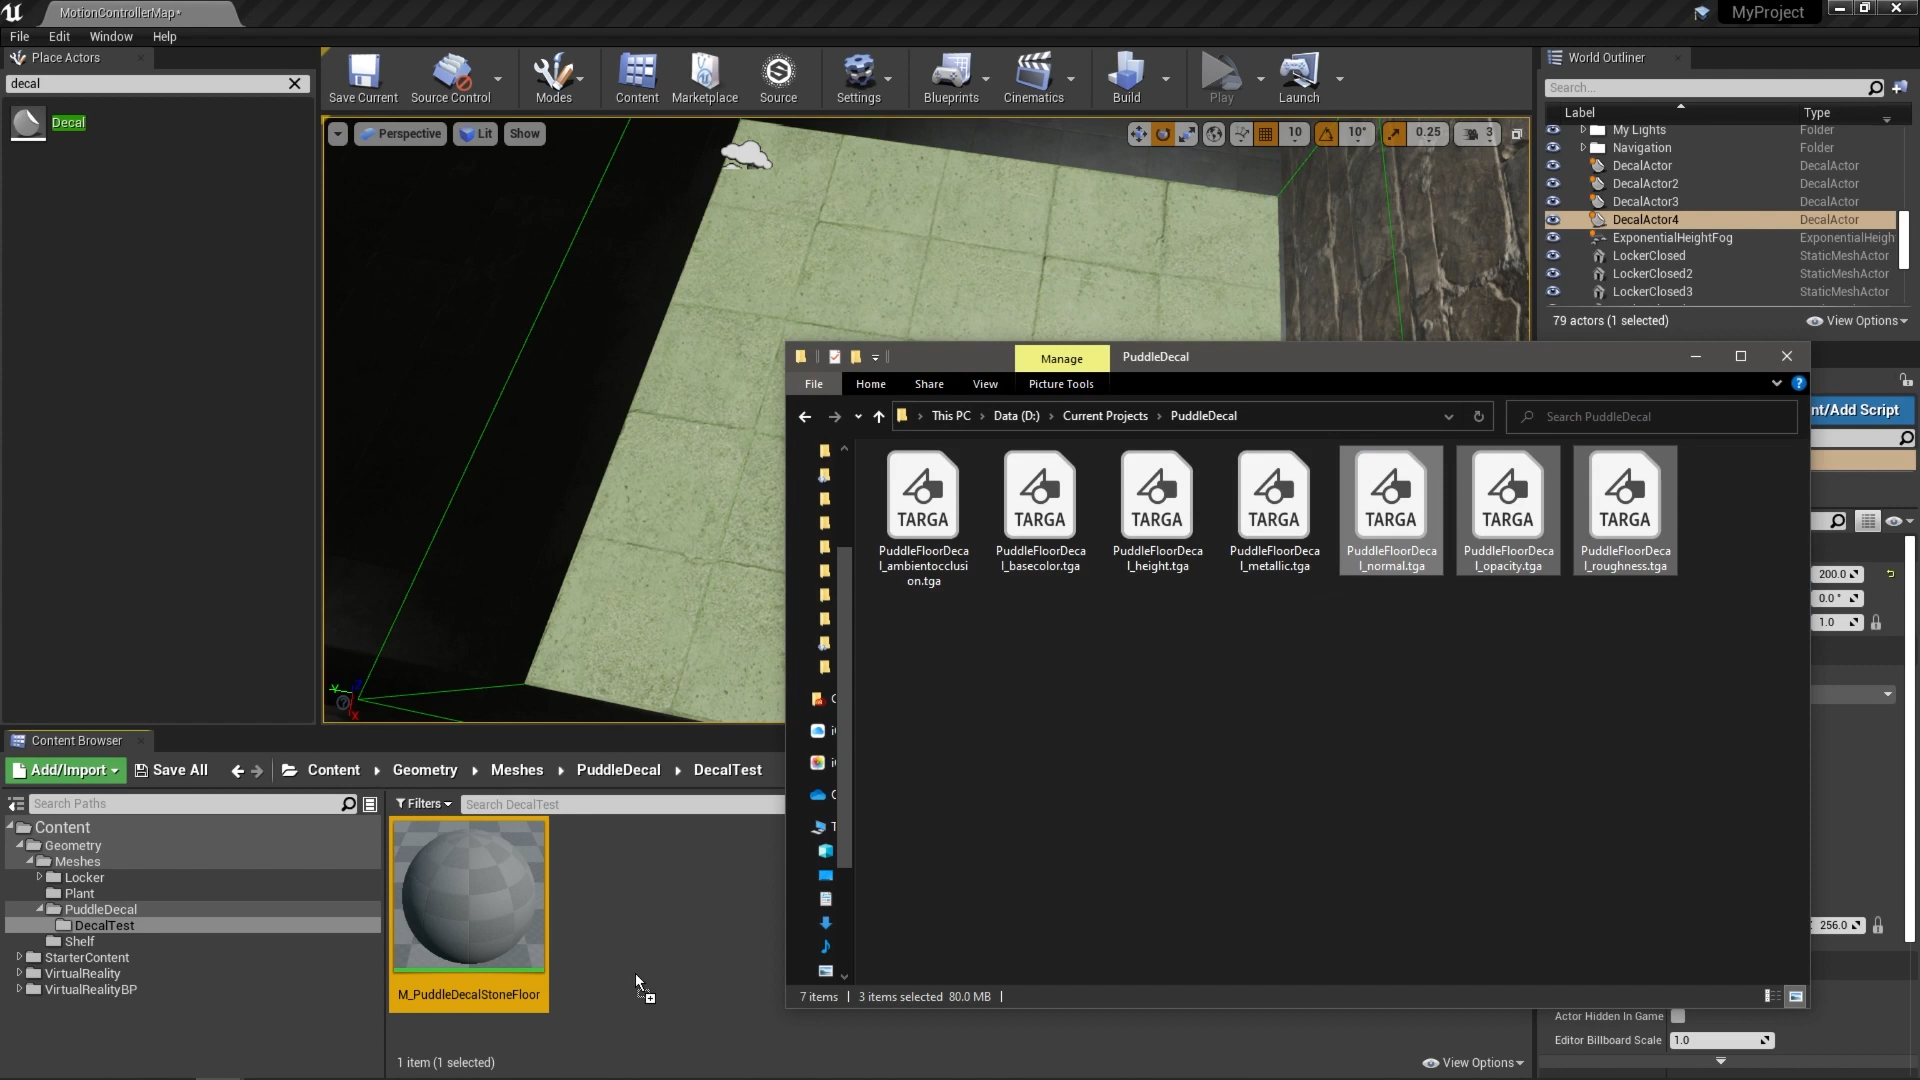 MotionControllerMap*
MyProject
File Edit Window Help
Place Actors
decal
Decal
Save Current
Source Control
Modes
Content
Marketplace
Source
Settings
Blueprints
Cinematics
Build
Play
Launch
Perspective
Lit
Show
10
10°
0.25
3
World Outliner
Search...
Label Type
My Lights Folder
Navigation Folder
DecalActor DecalActor
DecalActor2 DecalActor
DecalActor3 DecalActor
DecalActor4 DecalActor
ExponentialHeightFog ExponentialHeigh
LockerClosed StaticMeshActor
LockerClosed2 StaticMeshActor
LockerClosed3 StaticMeshActor
79 actors (1 selected)
View Options
nt/Add Script
200.0
0.0 °
1.0
256.0
Actor Hidden In Game
Editor Billboard Scale 1.0
Manage
PuddleDecal
File Home Share View Picture Tools
This PC > Data (D:) > Current Projects > PuddleDecal
Search PuddleDecal
TARGA TARGA TARGA TARGA TARGA TARGA TARGA
PuddleFloorDeca
l_ambientocclusi
on.tga
PuddleFloorDeca
l_basecolor.tga
PuddleFloorDeca
l_height.tga
PuddleFloorDeca
l_metallic.tga
PuddleFloorDeca
l_normal.tga
PuddleFloorDeca
l_opacity.tga
PuddleFloorDeca
l_roughness.tga
7 items
3 items selected 80.0 MB
Content Browser
Add/Import
Save All
Content
Geometry
Meshes
PuddleDecal
DecalTest
Search Paths
Filters
Search DecalTest
Content
Geometry
Meshes
Locker
Plant
PuddleDecal
DecalTest
Shelf
StarterContent
VirtualReality
VirtualRealityBP
M_PuddleDecalStoneFloor
1 item (1 selected)
View Options